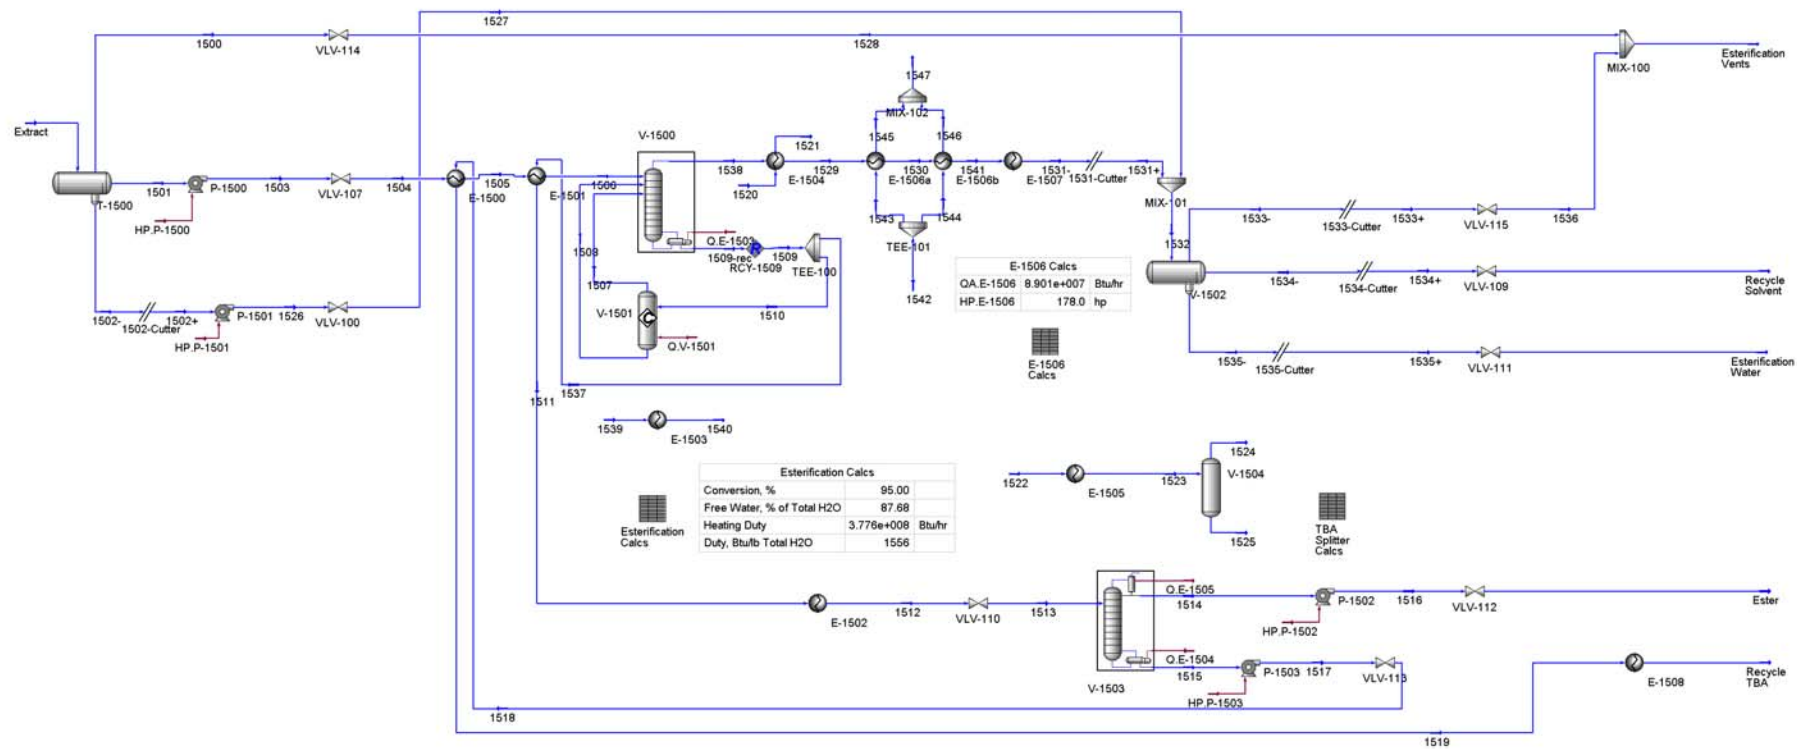 1527
1500
VLV-114
1528
MIX-100
Esterification
Vents
1547
MIX-102
Extract
T-1500
1501
P-1500
HP.P-1500
1503
VLV-107
1504
E-1500
1505
E-1501
1506
V-1500
1538
1521
1520
E-1504
1529
1545
1546
E-1506a
1530
E-1506b
1541
E-1507
1531-
1531-Cutter
1531+
MIX-101
1543
1544
TEE-101
1542
1532
1533-
1533-Cutter
1533+
VLV-115
1536
V-1502
1534-
1534-Cutter
1534+
VLV-109
Recycle
Solvent
1535-
1535-Cutter
1535+
VLV-111
Esterification
Water
Q.E-1503
1509-rec
RCY-1509
1509
TEE-100
1508
1507
V-1501
1510
Q.V-1501
1537
1511
1502-
1502-Cutter
1502+
P-1501
HP.P-1501
1526
VLV-100
E-1506 Calcs
QA.E-1506 8.901e+007 Btu/hr
HP.E-1506 178.0 hp
E-1506
Calcs
1539
E-1503
1540
Esterification Calcs
Conversion, % 95.00
Free Water, % of Total H2O 87.68
Heating Duty 3.776e+008 Btu/hr
Duty, Btu/lb Total H2O 1556
Esterification
Calcs
1522
E-1505
1523
1524
V-1504
1525
TBA
Splitter
Calcs
E-1502
1512
VLV-110
1513
Q.E-1505
1514
P-1502
HP.P-1502
1516
VLV-112
Ester
V-1503
Q.E-1504
1515
P-1503
HP.P-1503
1517
VLV-113
E-1508
Recycle
TBA
1518
1519